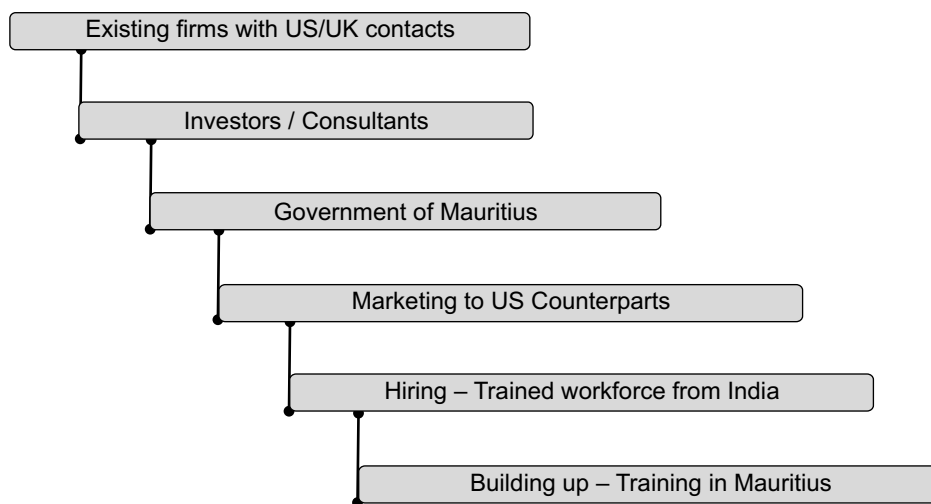 Existing firms with US/UK contacts
Investors / Consultants
Government of Mauritius
Marketing to US Counterparts
Hiring – Trained workforce from India
Building up – Training in Mauritius